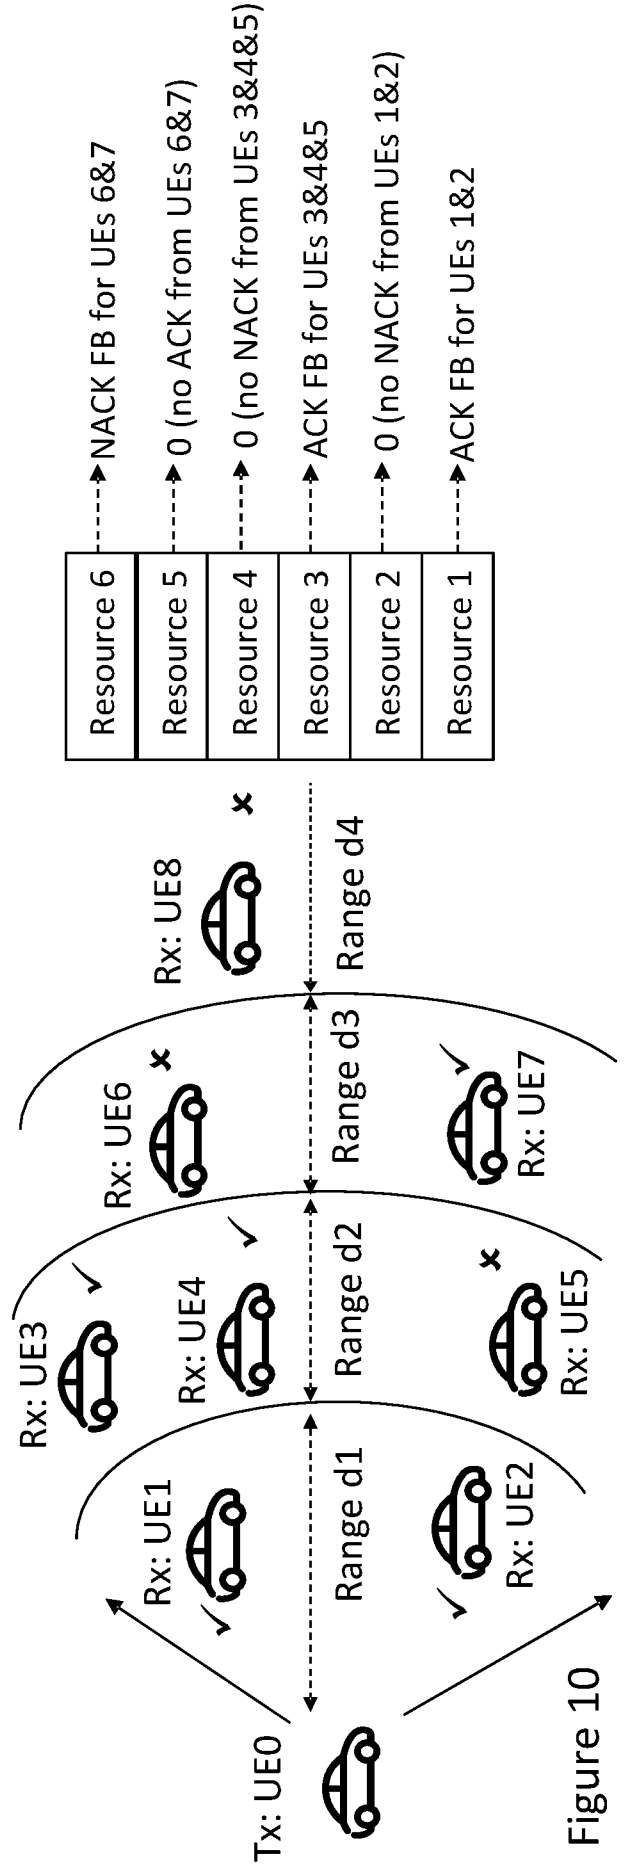 Tx: UE0
Rx: UE1
Rx: UE2
Range d1
Rx: UE3
Rx: UE4
Rx: UE5
Range d2
Rx: UE6
Rx: UE7
Range d3
Rx: UE8
Range d4
Resource 6 NACK FB for UEs 6&7
Resource 5 0 (no ACK from UEs 6&7)
Resource 4 0 (no NACK from UEs 3&4&5)
Resource 3 ACK FB for UEs 3&4&5
Resource 2 0 (no NACK from UEs 1&2)
Resource 1 ACK FB for UEs 1&2
Figure 10